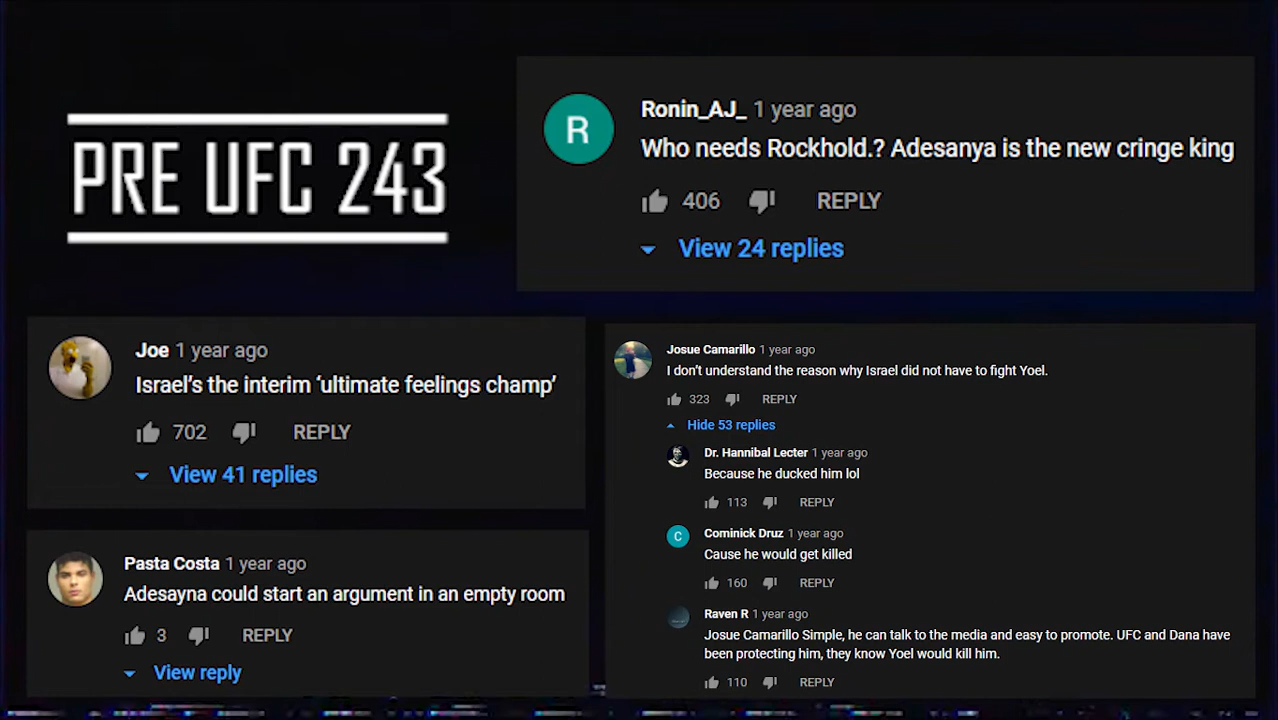 PRE UFC 243
R
Ronin_AJ_ 1 year ago
Who needs Rockhold.? Adesanya is the new cringe king
406 REPLY
View 24 replies
Joe 1 year ago
Israel's the interim 'ultimate feelings champ'
702 REPLY
View 41 replies
Pasta Costa 1 year ago
Adesayna could start an argument in an empty room
3 REPLY
View reply
Josue Camarillo 1 year ago
I don't understand the reason why Israel did not have to fight Yoel.
323 REPLY
Hide 53 replies
Dr. Hannibal Lecter 1 year ago
Because he ducked him lol
113 REPLY
C
Cominick Druz 1 year ago
Cause he would get killed
160 REPLY
Raven R 1 year ago
Josue Camarillo Simple, he can talk to the media and easy to promote. UFC and Dana have
been protecting him, they know Yoel would kill him.
110 REPLY